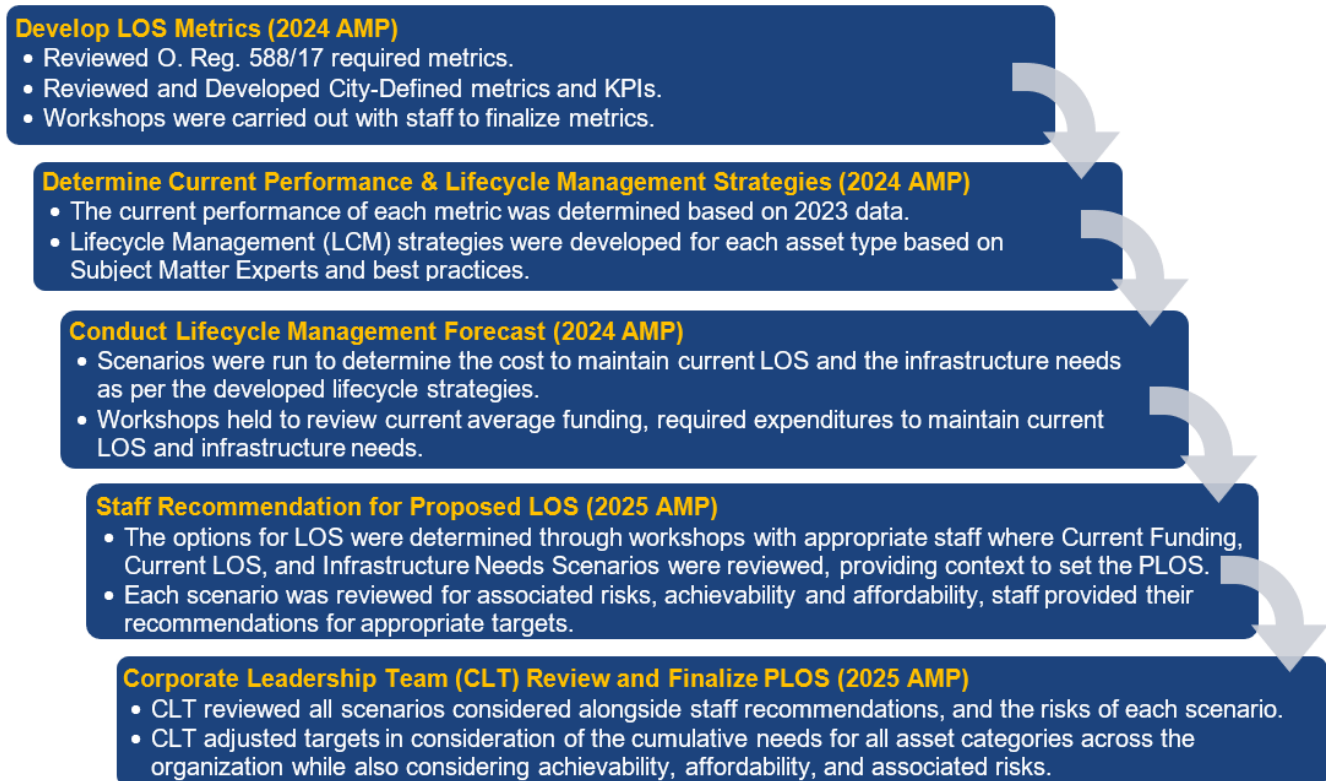 Develop LOS Metrics (2024 AMP)
• Reviewed O. Reg. 588/17 required metrics.
• Reviewed and Developed City-Defined metrics and KPIs.
• Workshops were carried out with staff to finalize metrics.
Determine Current Performance & Lifecycle Management Strategies (2024 AMP)
• The current performance of each metric was determined based on 2023 data.
• Lifecycle Management (LCM) strategies were developed for each asset type based on
Subject Matter Experts and best practices.
Conduct Lifecycle Management Forecast (2024 AMP)
• Scenarios were run to determine the cost to maintain current LOS and the infrastructure needs
as per the developed lifecycle strategies.
• Workshops held to review current average funding, required expenditures to maintain current
LOS and infrastructure needs.
Staff Recommendation for Proposed LOS (2025 AMP)
• The options for LOS were determined through workshops with appropriate staff where Current Funding,
Current LOS, and Infrastructure Needs Scenarios were reviewed, providing context to set the PLOS.
• Each scenario was reviewed for associated risks, achievability and affordability, staff provided their
recommendations for appropriate targets.
Corporate Leadership Team (CLT) Review and Finalize PLOS (2025 AMP)
• CLT reviewed all scenarios considered alongside staff recommendations, and the risks of each scenario.
• CLT adjusted targets in consideration of the cumulative needs for all asset categories across the
organization while also considering achievability, affordability, and associated risks.